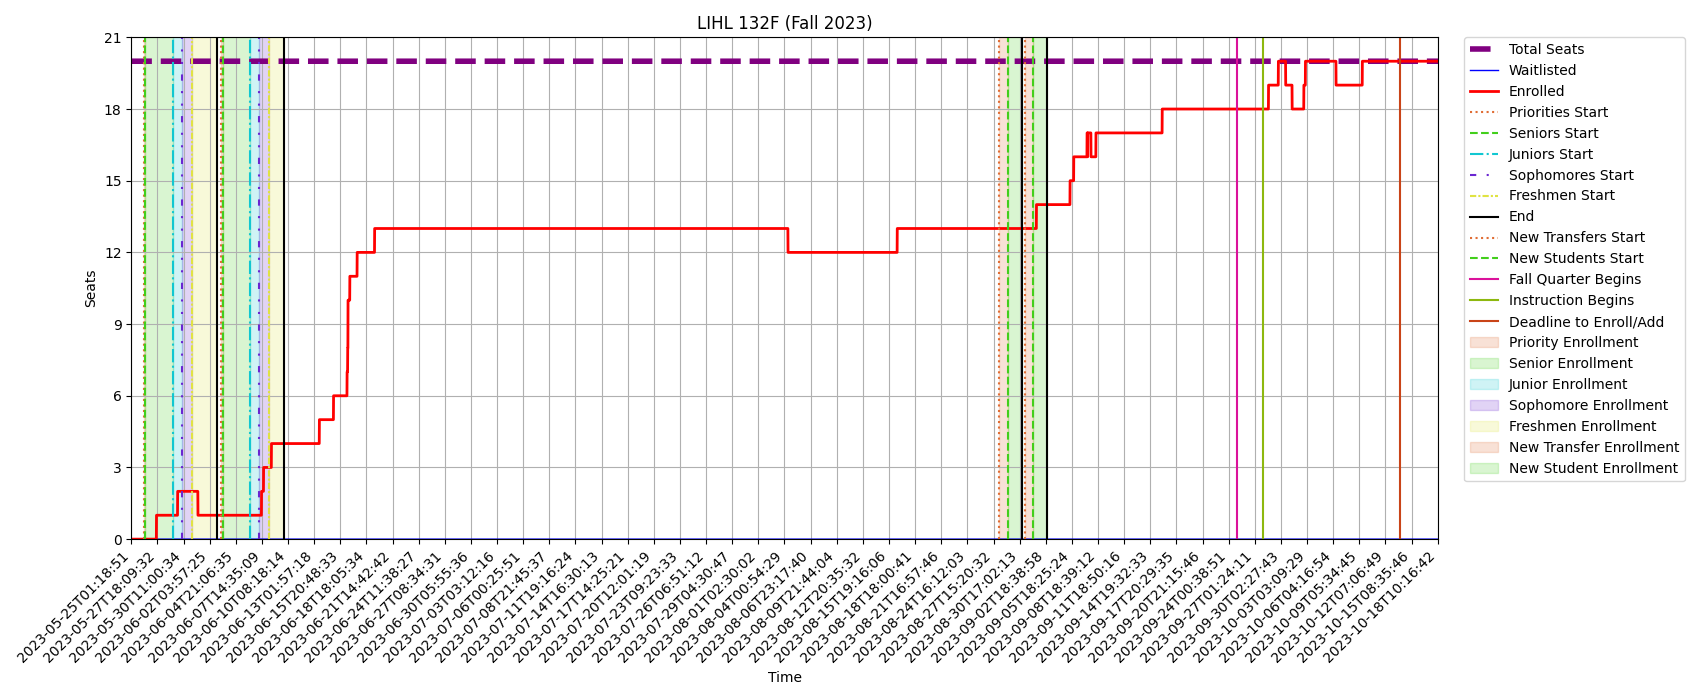 LIHL 132F (Fall 2023)
21
18
15
12
9
6
3
0
Seats
2023-05-25T01:18:51
2023-05-27T18:09:32
2023-05-30T11:00:34
2023-06-02T03:57:25
2023-06-04T21:06:35
2023-06-07T14:35:09
2023-06-10T08:18:14
2023-06-13T01:57:18
2023-06-15T20:48:33
2023-06-18T18:05:34
2023-06-21T14:42:42
2023-06-24T11:38:27
2023-06-27T08:34:31
2023-06-30T05:55:36
2023-07-03T03:12:16
2023-07-06T00:25:51
2023-07-08T21:45:37
2023-07-11T19:16:24
2023-07-14T16:30:13
2023-07-17T14:25:21
2023-07-20T12:01:19
2023-07-23T09:23:33
2023-07-26T06:51:12
2023-07-29T04:30:47
2023-08-01T02:30:02
2023-08-04T00:54:29
2023-08-06T23:17:40
2023-08-09T21:44:04
2023-08-12T20:35:32
2023-08-15T19:16:06
2023-08-18T18:00:41
2023-08-21T16:57:46
2023-08-24T16:12:03
2023-08-27T15:20:32
2023-08-30T17:02:13
2023-09-02T18:38:58
2023-09-05T18:25:24
2023-09-08T18:39:12
2023-09-11T18:50:16
2023-09-14T19:32:33
2023-09-17T20:29:35
2023-09-20T21:15:46
2023-09-24T00:38:51
2023-09-27T01:24:11
2023-09-30T02:27:43
2023-10-03T03:09:29
2023-10-06T04:16:54
2023-10-09T05:34:45
2023-10-12T07:06:49
2023-10-15T08:35:46
2023-10-18T10:16:42
Time
Total Seats
Waitlisted
Enrolled
Priorities Start
Seniors Start
Juniors Start
Sophomores Start
Freshmen Start
End
New Transfers Start
New Students Start
Fall Quarter Begins
Instruction Begins
Deadline to Enroll/Add
Priority Enrollment
Senior Enrollment
Junior Enrollment
Sophomore Enrollment
Freshmen Enrollment
New Transfer Enrollment
New Student Enrollment